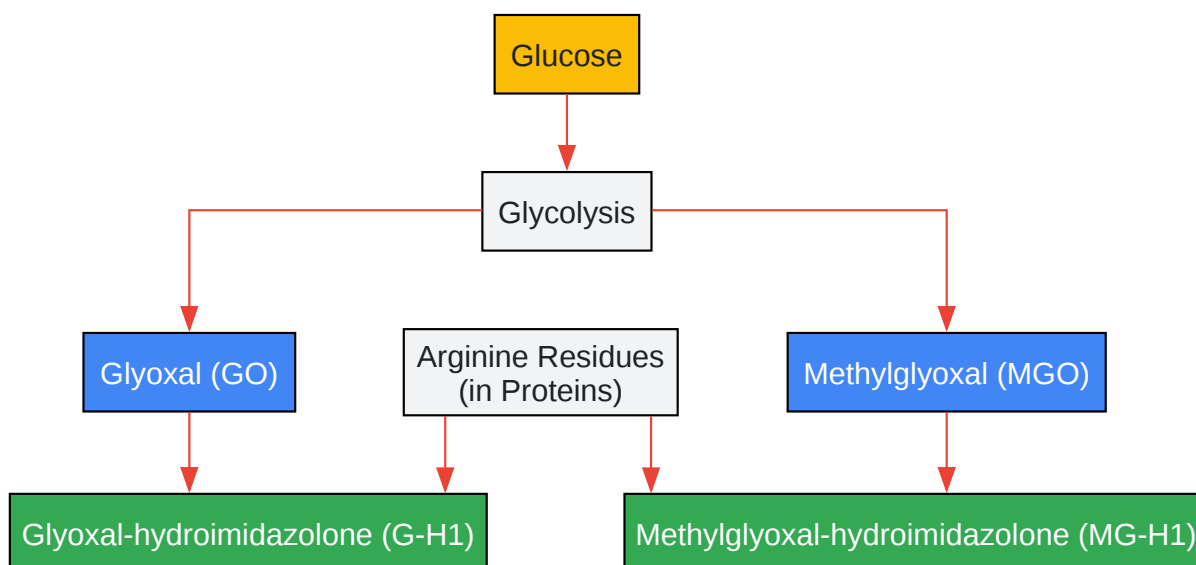 Glucose
Glycolysis
Glyoxal (GO)
Arginine Residues
(in Proteins)
Methylglyoxal (MGO)
Glyoxal-hydroimidazolone (G-H1)
Methylglyoxal-hydroimidazolone (MG-H1)